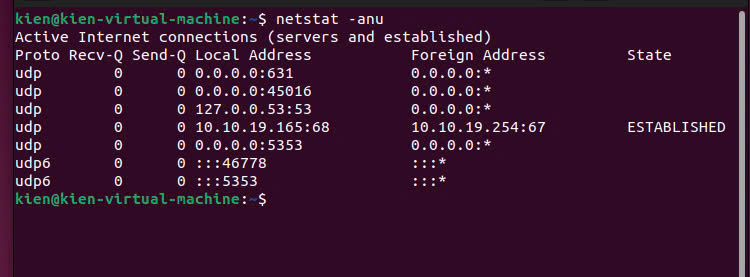 kien@kien-virtual-machine:~$ netstat -anu
Active Internet connections (servers and established)
Proto Recv-Q Send-Q Local Address           Foreign Address         State
udp        0      0 0.0.0.0:631             0.0.0.0:*
udp        0      0 0.0.0.0:45016           0.0.0.0:*
udp        0      0 127.0.0.53:53           0.0.0.0:*
udp        0      0 10.10.19.165:68         10.10.19.254:67         ESTABLISHED
udp        0      0 0.0.0.0:5353            0.0.0.0:*
udp6       0      0 :::46778                :::*
udp6       0      0 :::5353                 :::*
kien@kien-virtual-machine:~$